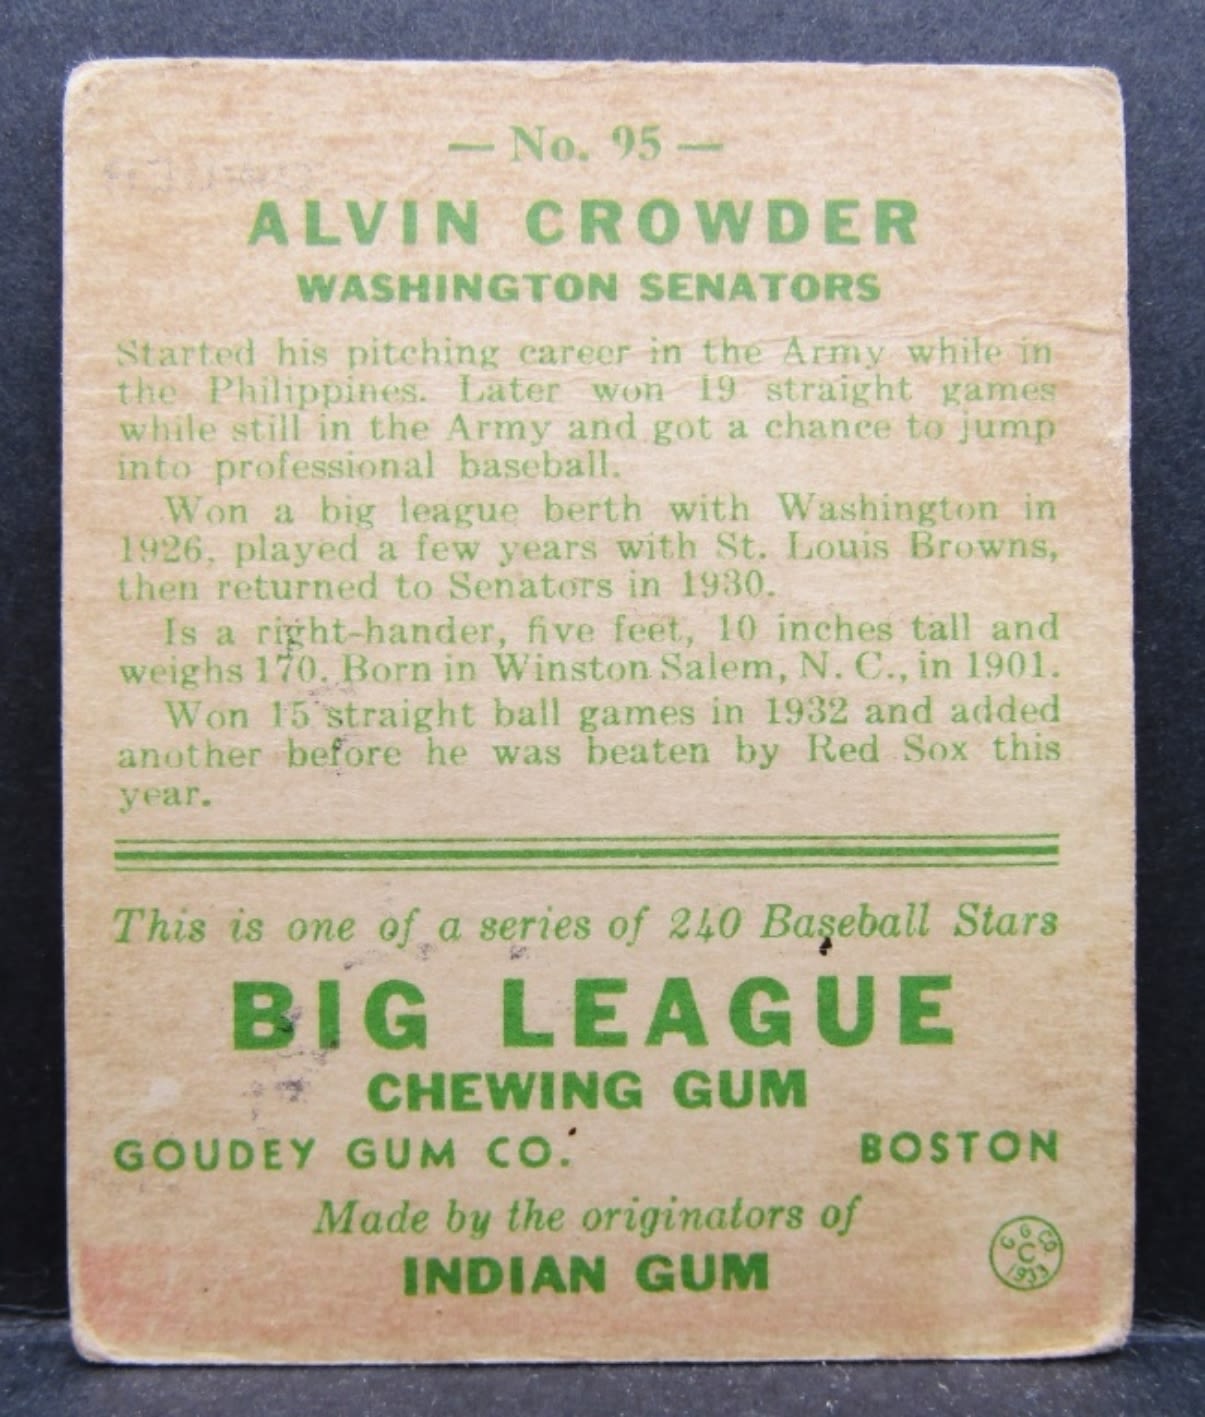 — No. 95 —
ALVIN CROWDER
WASHINGTON SENATORS
Started his pitching career in the Army while in
the Philippines. Later won 19 straight games
while still in the Army and got a chance to jump
into professional baseball.
Won a big league berth with Washington in
1926, played a few years with St. Louis Browns,
then returned to Senators in 1930.
Is a right-hander, five feet, 10 inches tall and
weighs 170. Born in Winston Salem, N. C., in 1901.
Won 15 straight ball games in 1932 and added
another before he was beaten by Red Sox this
year.
This is one of a series of 240 Baseball Stars
BIG LEAGUE
CHEWING GUM
GOUDEY GUM CO. BOSTON
Made by the originators of
INDIAN GUM
G G CO
C
1933